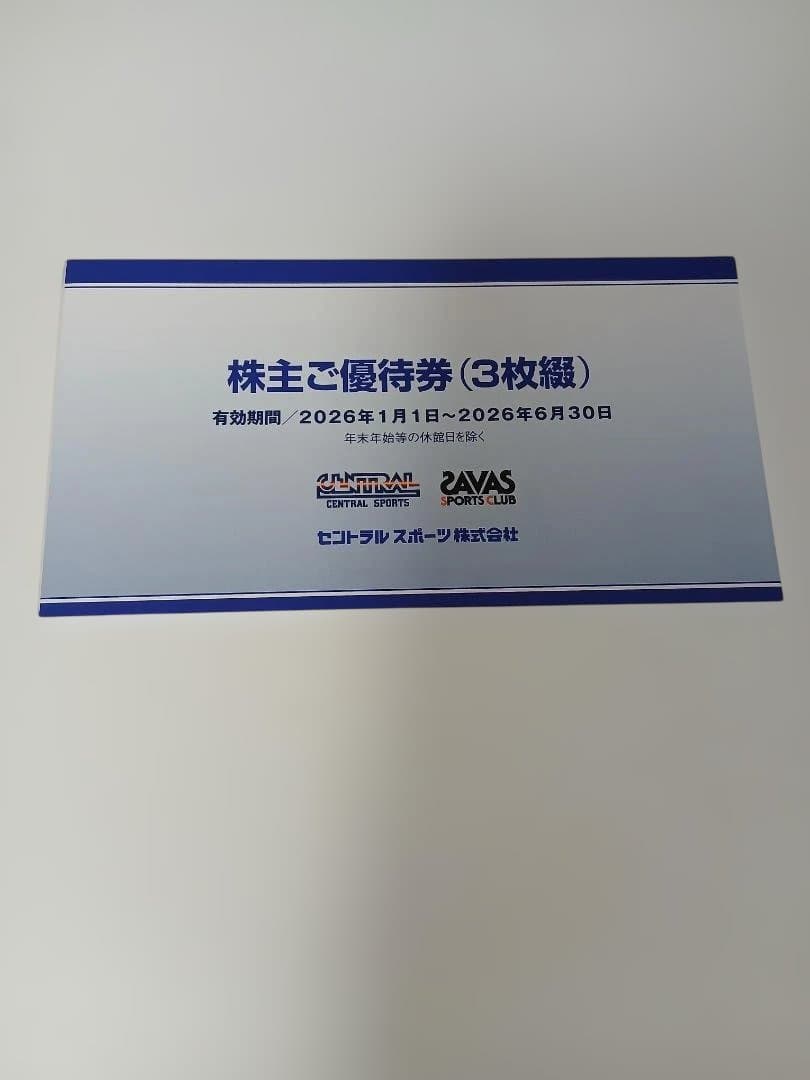 株主ご優待券（3枚綴）
有効期間／2026年1月1日～2026年6月30日
年末年始等の休館日を除く
CENTRAL SAVAS
CENTRAL SPORTS SPORTS CLUB
セントラルスポーツ株式会社